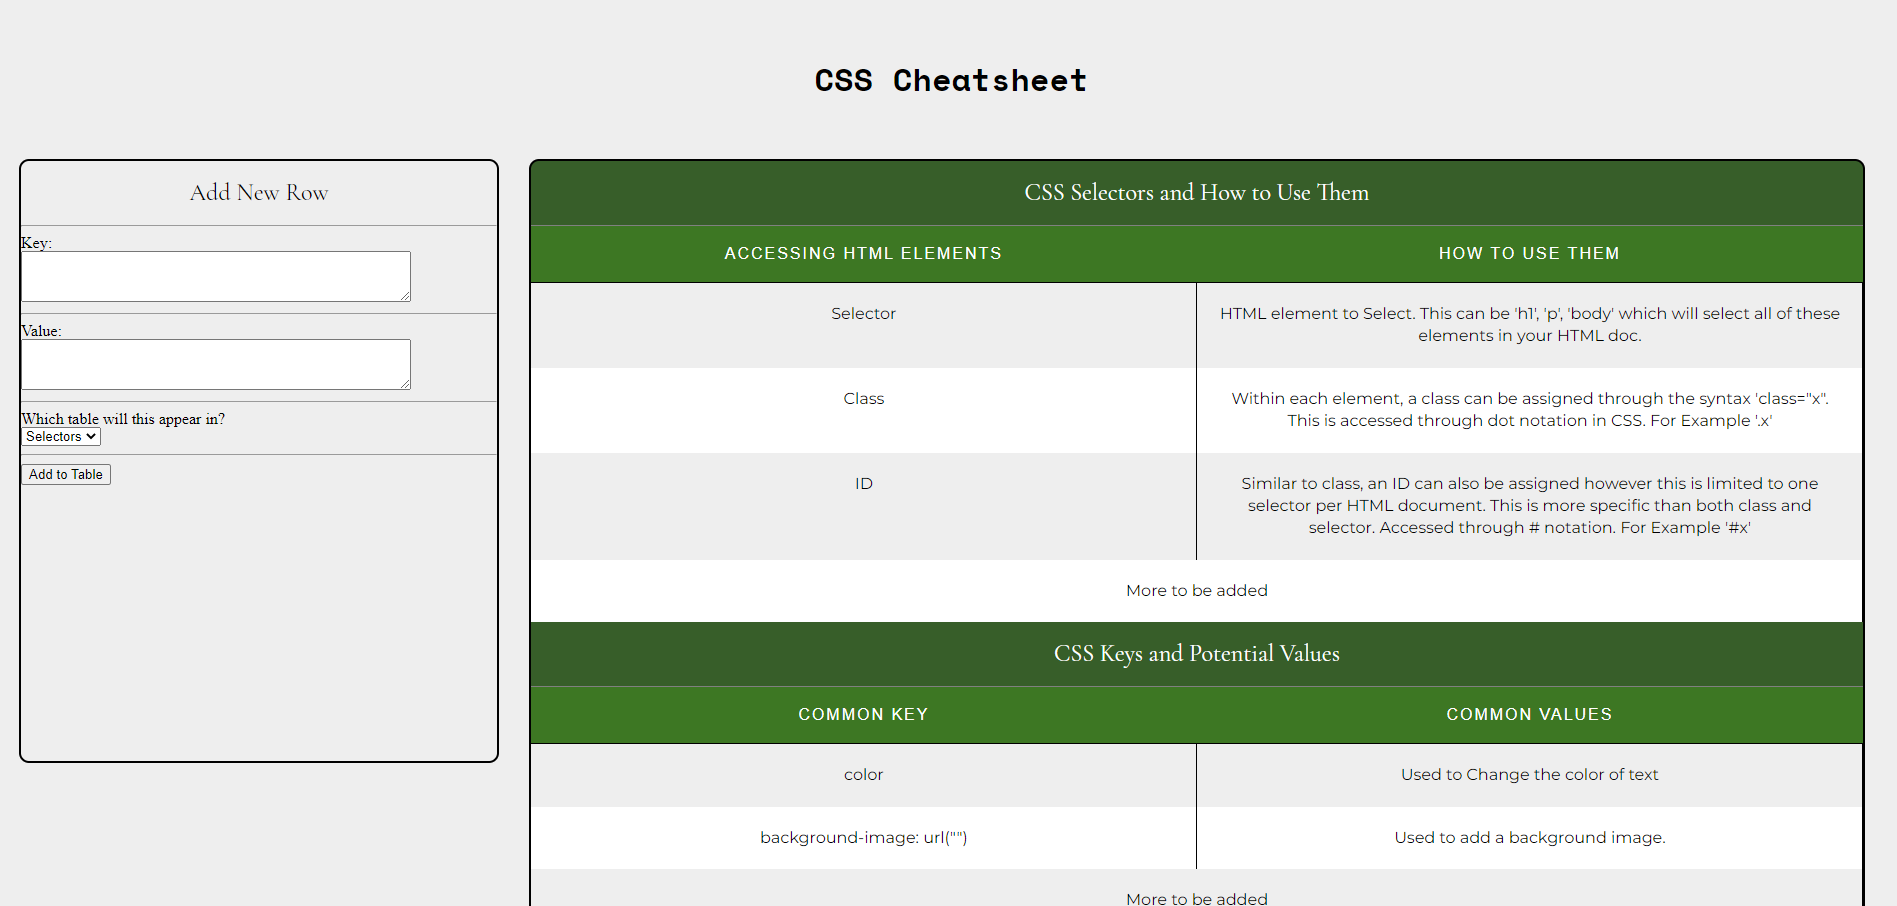 CSS Cheatsheet
Add New Row
Key:
Value:
Which table will this appear in?
Selectors
Add to Table
CSS Selectors and How to Use Them
ACCESSING HTML ELEMENTS
HOW TO USE THEM
Selector
HTML element to Select. This can be 'h1', 'p', 'body' which will select all of these
elements in your HTML doc.
Class
Within each element, a class can be assigned through the syntax 'class="x".
This is accessed through dot notation in CSS. For Example '.x'
ID
Similar to class, an ID can also be assigned however this is limited to one
selector per HTML document. This is more specific than both class and
selector. Accessed through # notation. For Example '#x'
More to be added
CSS Keys and Potential Values
COMMON KEY
COMMON VALUES
color
Used to Change the color of text
background-image: url("")
Used to add a background image.
More to be added